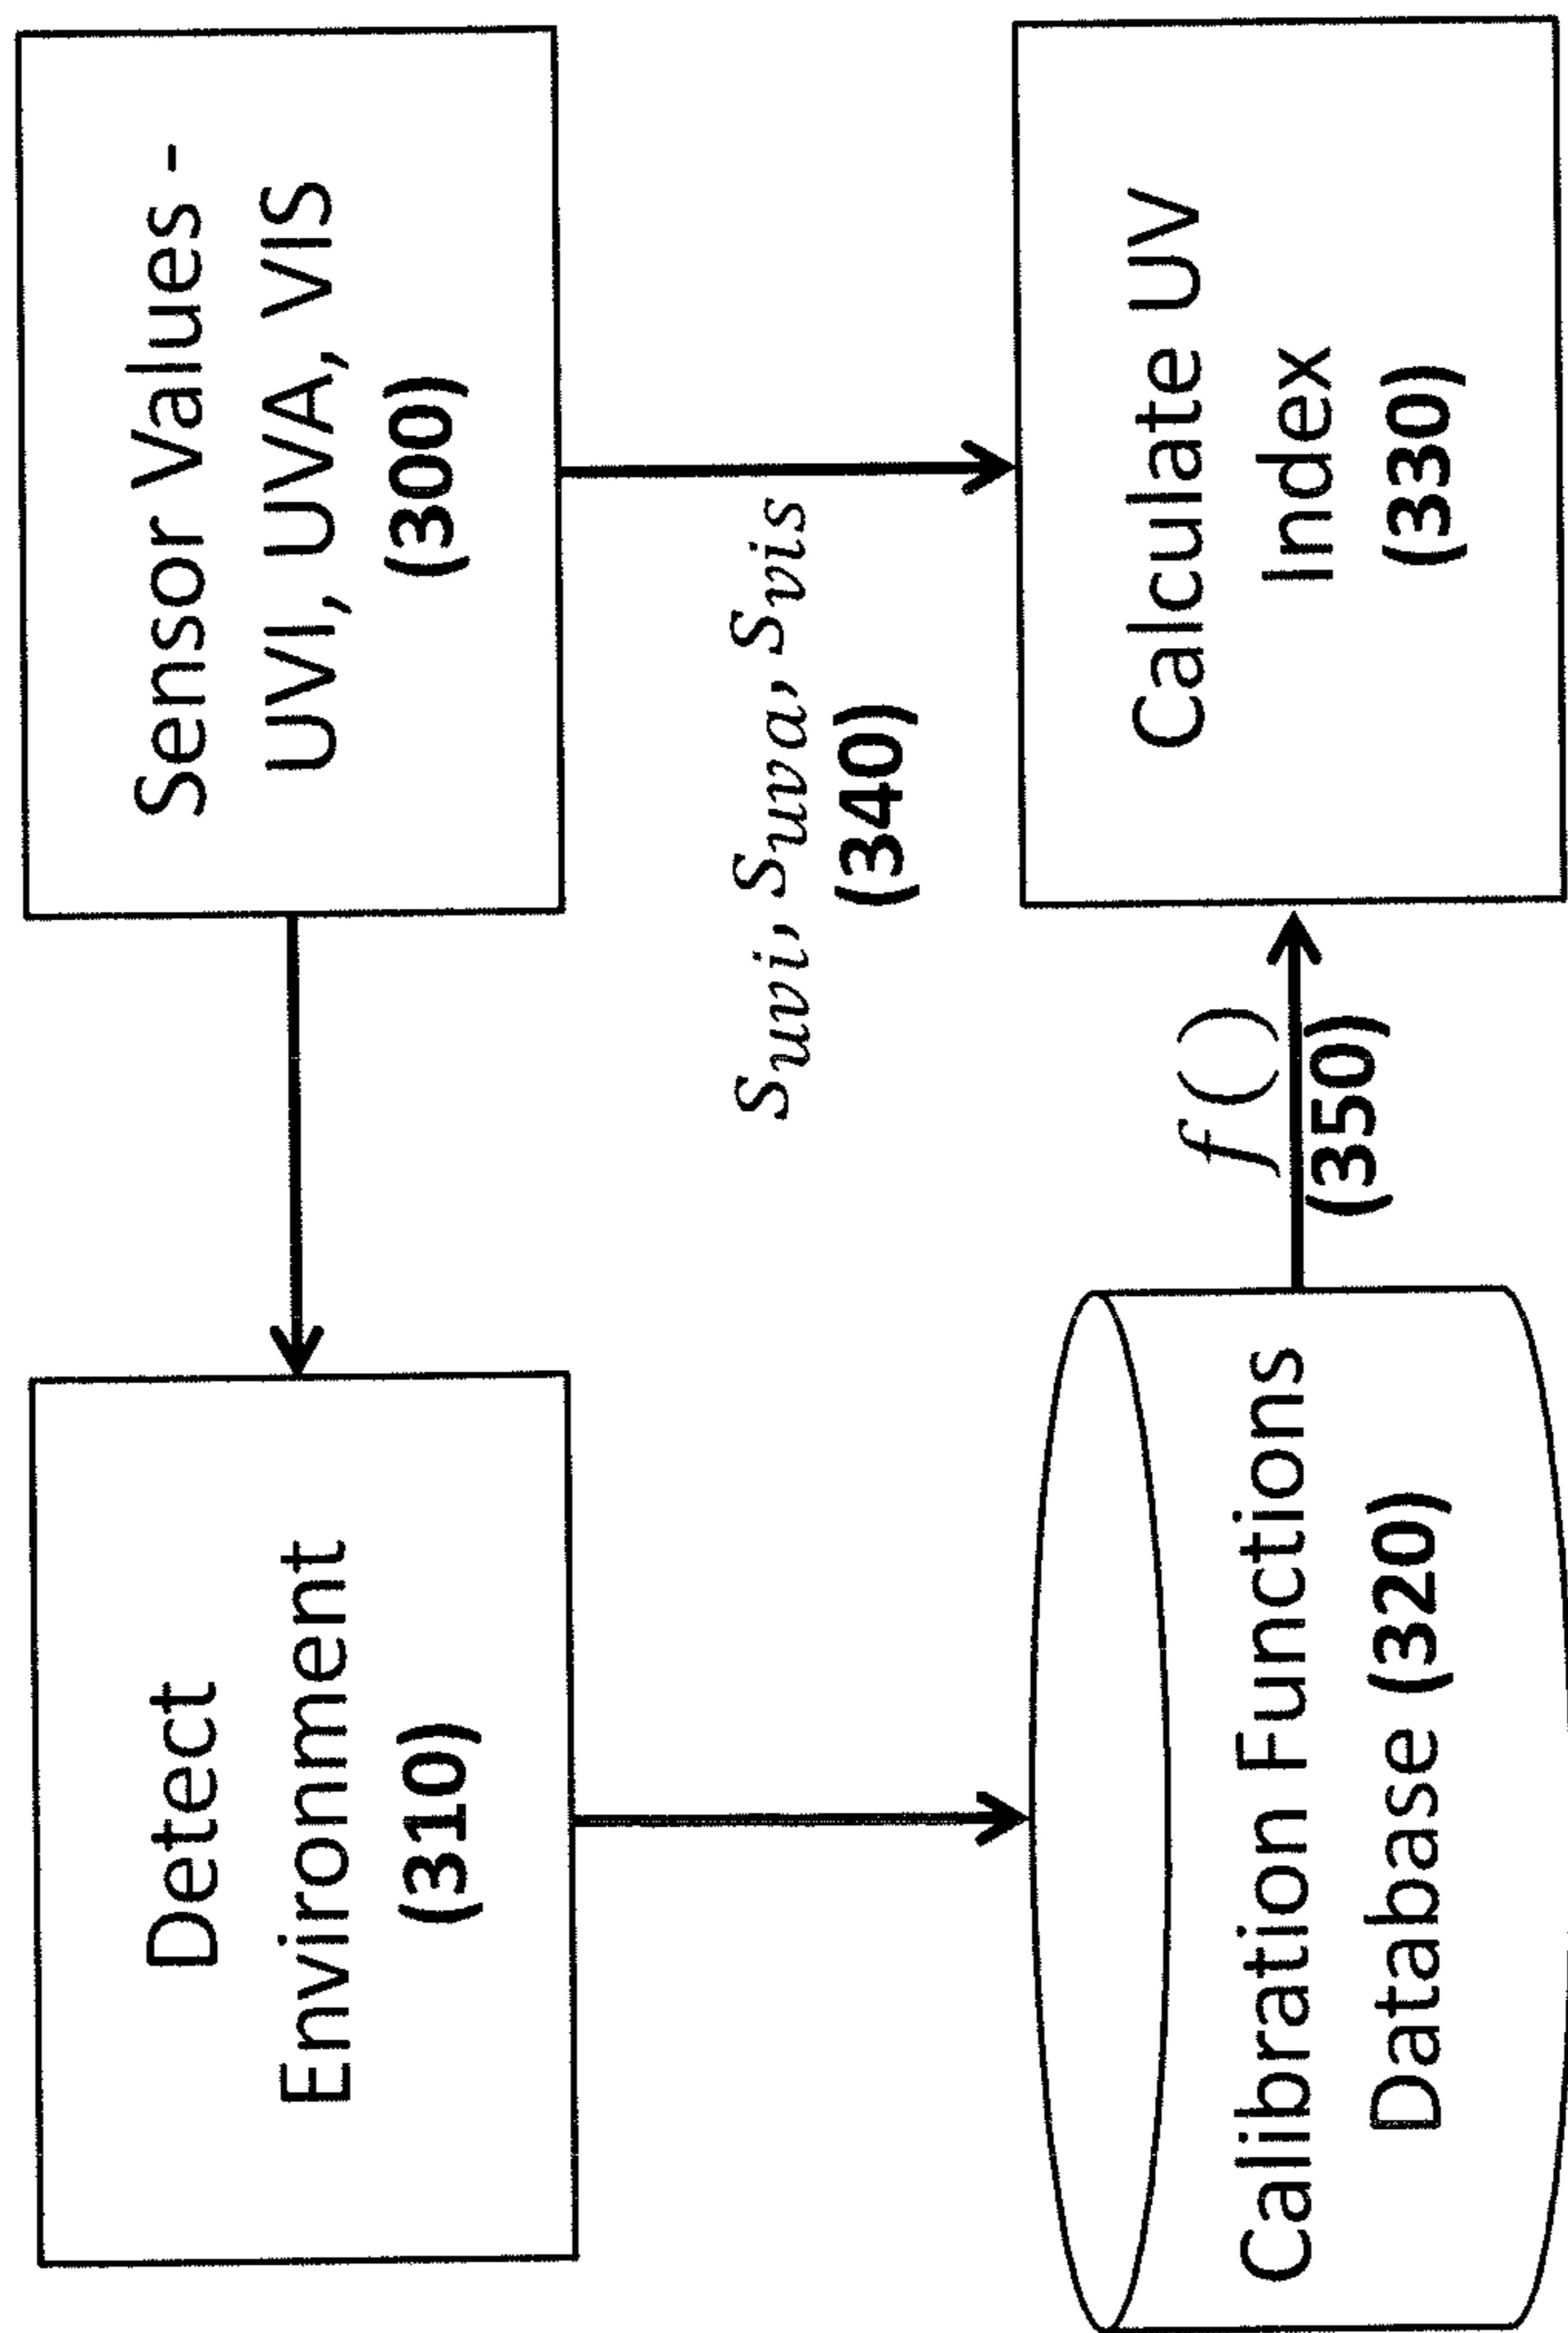 Detect
Environment
(310)
Sensor Values -
UVI, UVA, VIS
(300)
s_uvi, s_uva, s_vis
(340)
Calibration Functions
Database (320)
f()
(350)
Calculate UV
Index
(330)